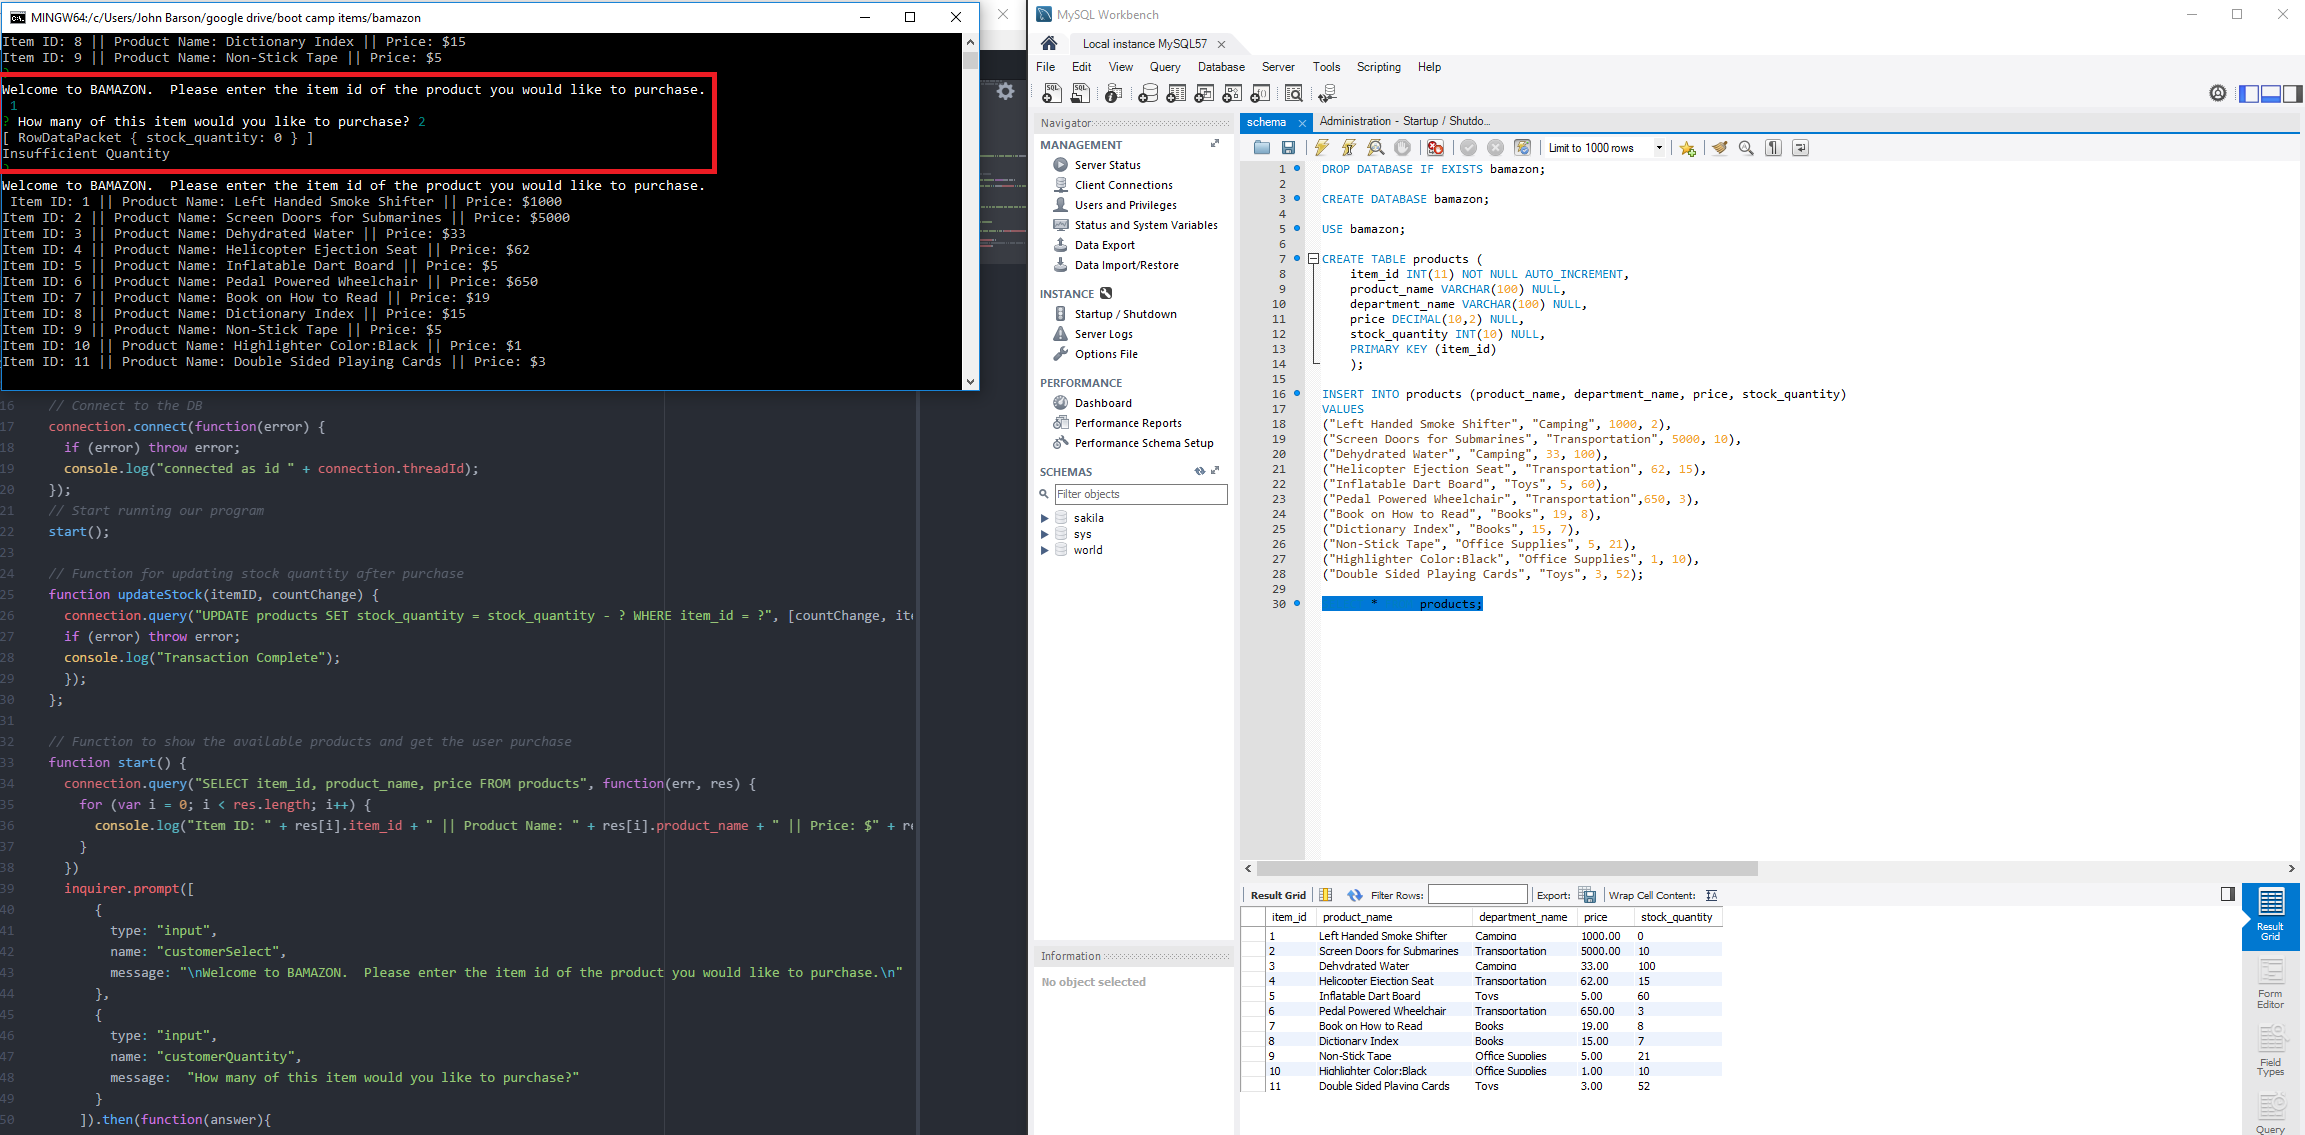 MINGW64:/c/Users/John Barson/google drive/boot camp items/bamazon
Item ID: 8 || Product Name: Dictionary Index || Price: $15
Item ID: 9 || Product Name: Non-Stick Tape || Price: $5
?
Welcome to BAMAZON.  Please enter the item id of the product you would like to purchase.
1
? How many of this item would you like to purchase? 2
[ RowDataPacket { stock_quantity: 0 } ]
Insufficient Quantity
?
Welcome to BAMAZON.  Please enter the item id of the product you would like to purchase.
Item ID: 1 || Product Name: Left Handed Smoke Shifter || Price: $1000
Item ID: 2 || Product Name: Screen Doors for Submarines || Price: $5000
Item ID: 3 || Product Name: Dehydrated Water || Price: $33
Item ID: 4 || Product Name: Helicopter Ejection Seat || Price: $62
Item ID: 5 || Product Name: Inflatable Dart Board || Price: $5
Item ID: 6 || Product Name: Pedal Powered Wheelchair || Price: $650
Item ID: 7 || Product Name: Book on How to Read || Price: $19
Item ID: 8 || Product Name: Dictionary Index || Price: $15
Item ID: 9 || Product Name: Non-Stick Tape || Price: $5
Item ID: 10 || Product Name: Highlighter Color:Black || Price: $1
Item ID: 11 || Product Name: Double Sided Playing Cards || Price: $3
16 // Connect to the DB
17 connection.connect(function(error) {
18 if (error) throw error;
19 console.log("connected as id " + connection.threadId);
20 });
21 // Start running our program
22 start();
23
24 // Function for updating stock quantity after purchase
25 function updateStock(itemID, countChange) {
26 connection.query("UPDATE products SET stock_quantity = stock_quantity - ? WHERE item_id = ?", [countChange, ite
27 if (error) throw error;
28 console.log("Transaction Complete");
29 });
30 };
31
32 // Function to show the available products and get the user purchase
33 function start() {
34 connection.query("SELECT item_id, product_name, price FROM products", function(err, res) {
35 for (var i = 0; i < res.length; i++) {
36 console.log("Item ID: " + res[i].item_id + " || Product Name: " + res[i].product_name + " || Price: $" + re
37 }
38 })
39 inquirer.prompt([
40 {
41 type: "input",
42 name: "customerSelect",
43 message: "\nWelcome to BAMAZON.  Please enter the item id of the product you would like to purchase.\n"
44 },
45 {
46 type: "input",
47 name: "customerQuantity",
48 message:  "How many of this item would you like to purchase?"
49 }
50 ]).then(function(answer){
MySQL Workbench
Local instance MySQL57
File Edit View Query Database Server Tools Scripting Help
Navigator
MANAGEMENT
Server Status
Client Connections
Users and Privileges
Status and System Variables
Data Export
Data Import/Restore
INSTANCE
Startup / Shutdown
Server Logs
Options File
PERFORMANCE
Dashboard
Performance Reports
Performance Schema Setup
SCHEMAS
Filter objects
sakila
sys
world
Information
No object selected
schema Administration - Startup / Shutdo...
Limit to 1000 rows
1 DROP DATABASE IF EXISTS bamazon;
2
3 CREATE DATABASE bamazon;
4
5 USE bamazon;
6
7 CREATE TABLE products (
8 item_id INT(11) NOT NULL AUTO_INCREMENT,
9 product_name VARCHAR(100) NULL,
10 department_name VARCHAR(100) NULL,
11 price DECIMAL(10,2) NULL,
12 stock_quantity INT(10) NULL,
13 PRIMARY KEY (item_id)
14 );
15
16 INSERT INTO products (product_name, department_name, price, stock_quantity)
17 VALUES
18 ("Left Handed Smoke Shifter", "Camping", 1000, 2),
19 ("Screen Doors for Submarines", "Transportation", 5000, 10),
20 ("Dehydrated Water", "Camping", 33, 100),
21 ("Helicopter Ejection Seat", "Transportation", 62, 15),
22 ("Inflatable Dart Board", "Toys", 5, 60),
23 ("Pedal Powered Wheelchair", "Transportation",650, 3),
24 ("Book on How to Read", "Books", 19, 8),
25 ("Dictionary Index", "Books", 15, 7),
26 ("Non-Stick Tape", "Office Supplies", 5, 21),
27 ("Highlighter Color:Black", "Office Supplies", 1, 10),
28 ("Double Sided Playing Cards", "Toys", 3, 52);
29
30 * products;
Result Grid Filter Rows: Export: Wrap Cell Content:
item_id product_name department_name price stock_quantity
1 Left Handed Smoke Shifter Camping 1000.00 0
2 Screen Doors for Submarines Transportation 5000.00 10
3 Dehydrated Water Camping 33.00 100
4 Helicopter Ejection Seat Transportation 62.00 15
5 Inflatable Dart Board Toys 5.00 60
6 Pedal Powered Wheelchair Transportation 650.00 3
7 Book on How to Read Books 19.00 8
8 Dictionary Index Books 15.00 7
9 Non-Stick Tape Office Supplies 5.00 21
10 Highlighter Color:Black Office Supplies 1.00 10
11 Double Sided Playing Cards Toys 3.00 52
Result
Grid
Form
Editor
Field
Types
Query